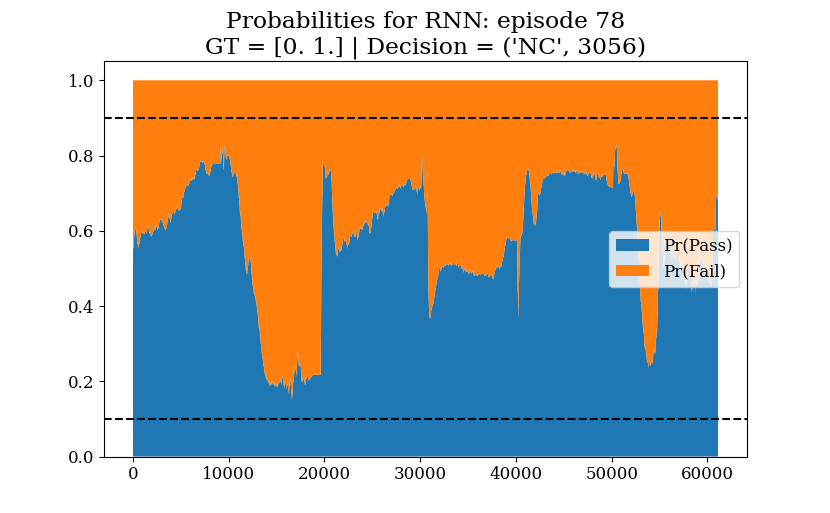 Probabilities for RNN: episode 78
GT = [0. 1.] | Decision = ('NC', 3056)
1.0
0.8
0.6
0.4
0.2
0.0
Pr(Pass)
Pr(Fail)
0 10000 20000 30000 40000 50000 60000